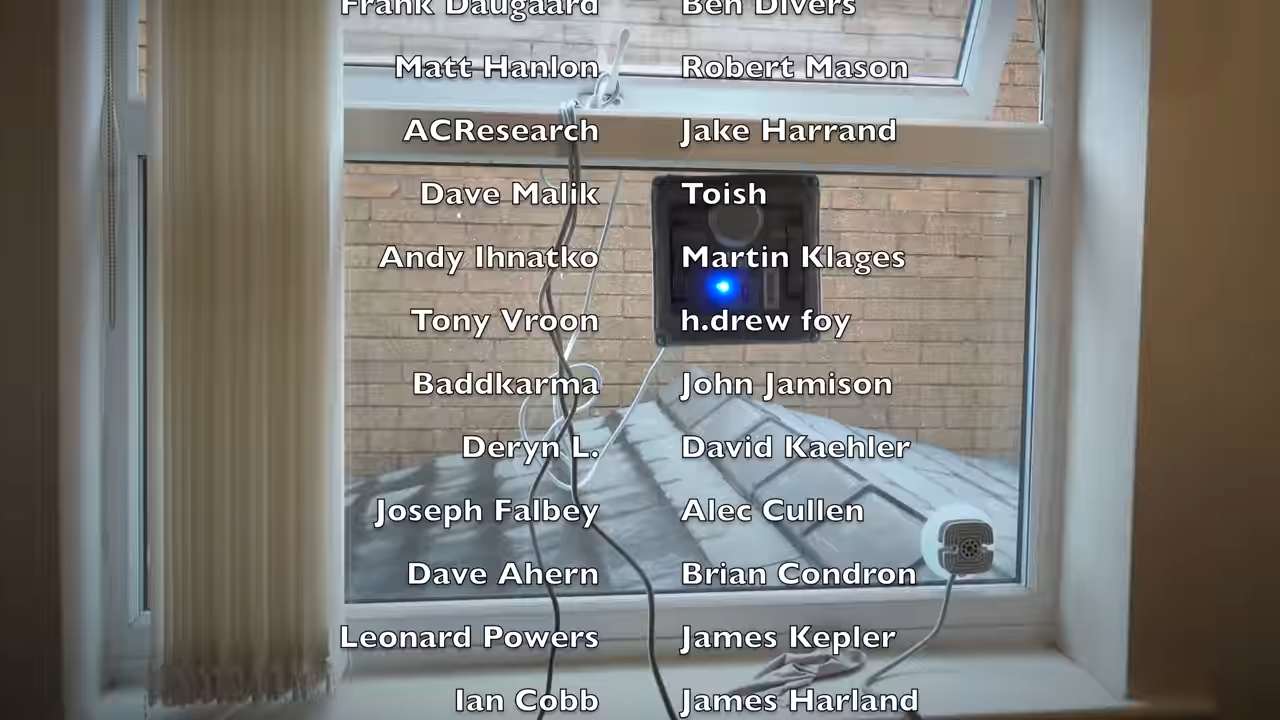 Frank Daugaard Ben Divers
Matt Hanlon Robert Mason
ACResearch Jake Harrand
Dave Malik Toish
Andy Ihnatko Martin Klages
Tony Vroon h.drew foy
Baddkarma John Jamison
Deryn L. David Kaehler
Joseph Falbey Alec Cullen
Dave Ahern Brian Condron
Leonard Powers James Kepler
Ian Cobb James Harland